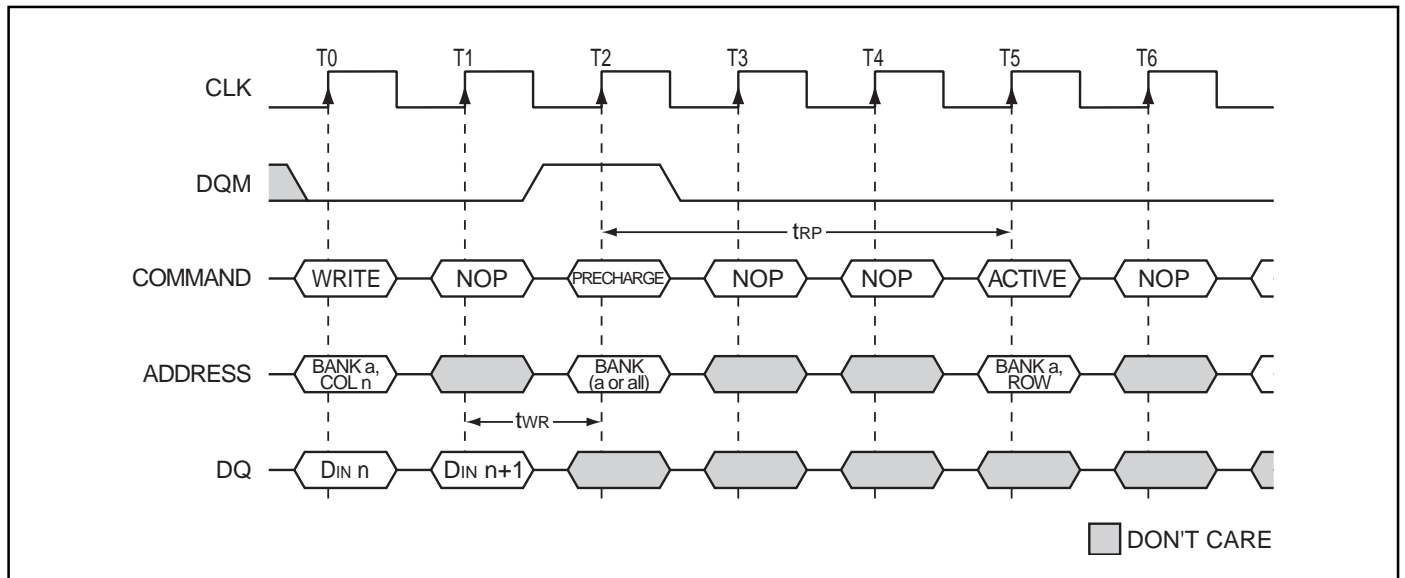 T0 T1 T2 T3 T4 T5 T6
CLK
DQM
tRP
COMMAND WRITE NOP PRECHARGE NOP NOP ACTIVE NOP
ADDRESS BANK a, COL n BANK (a or all) BANK a, ROW
tWR
DQ DIN n DIN n+1
DON'T CARE